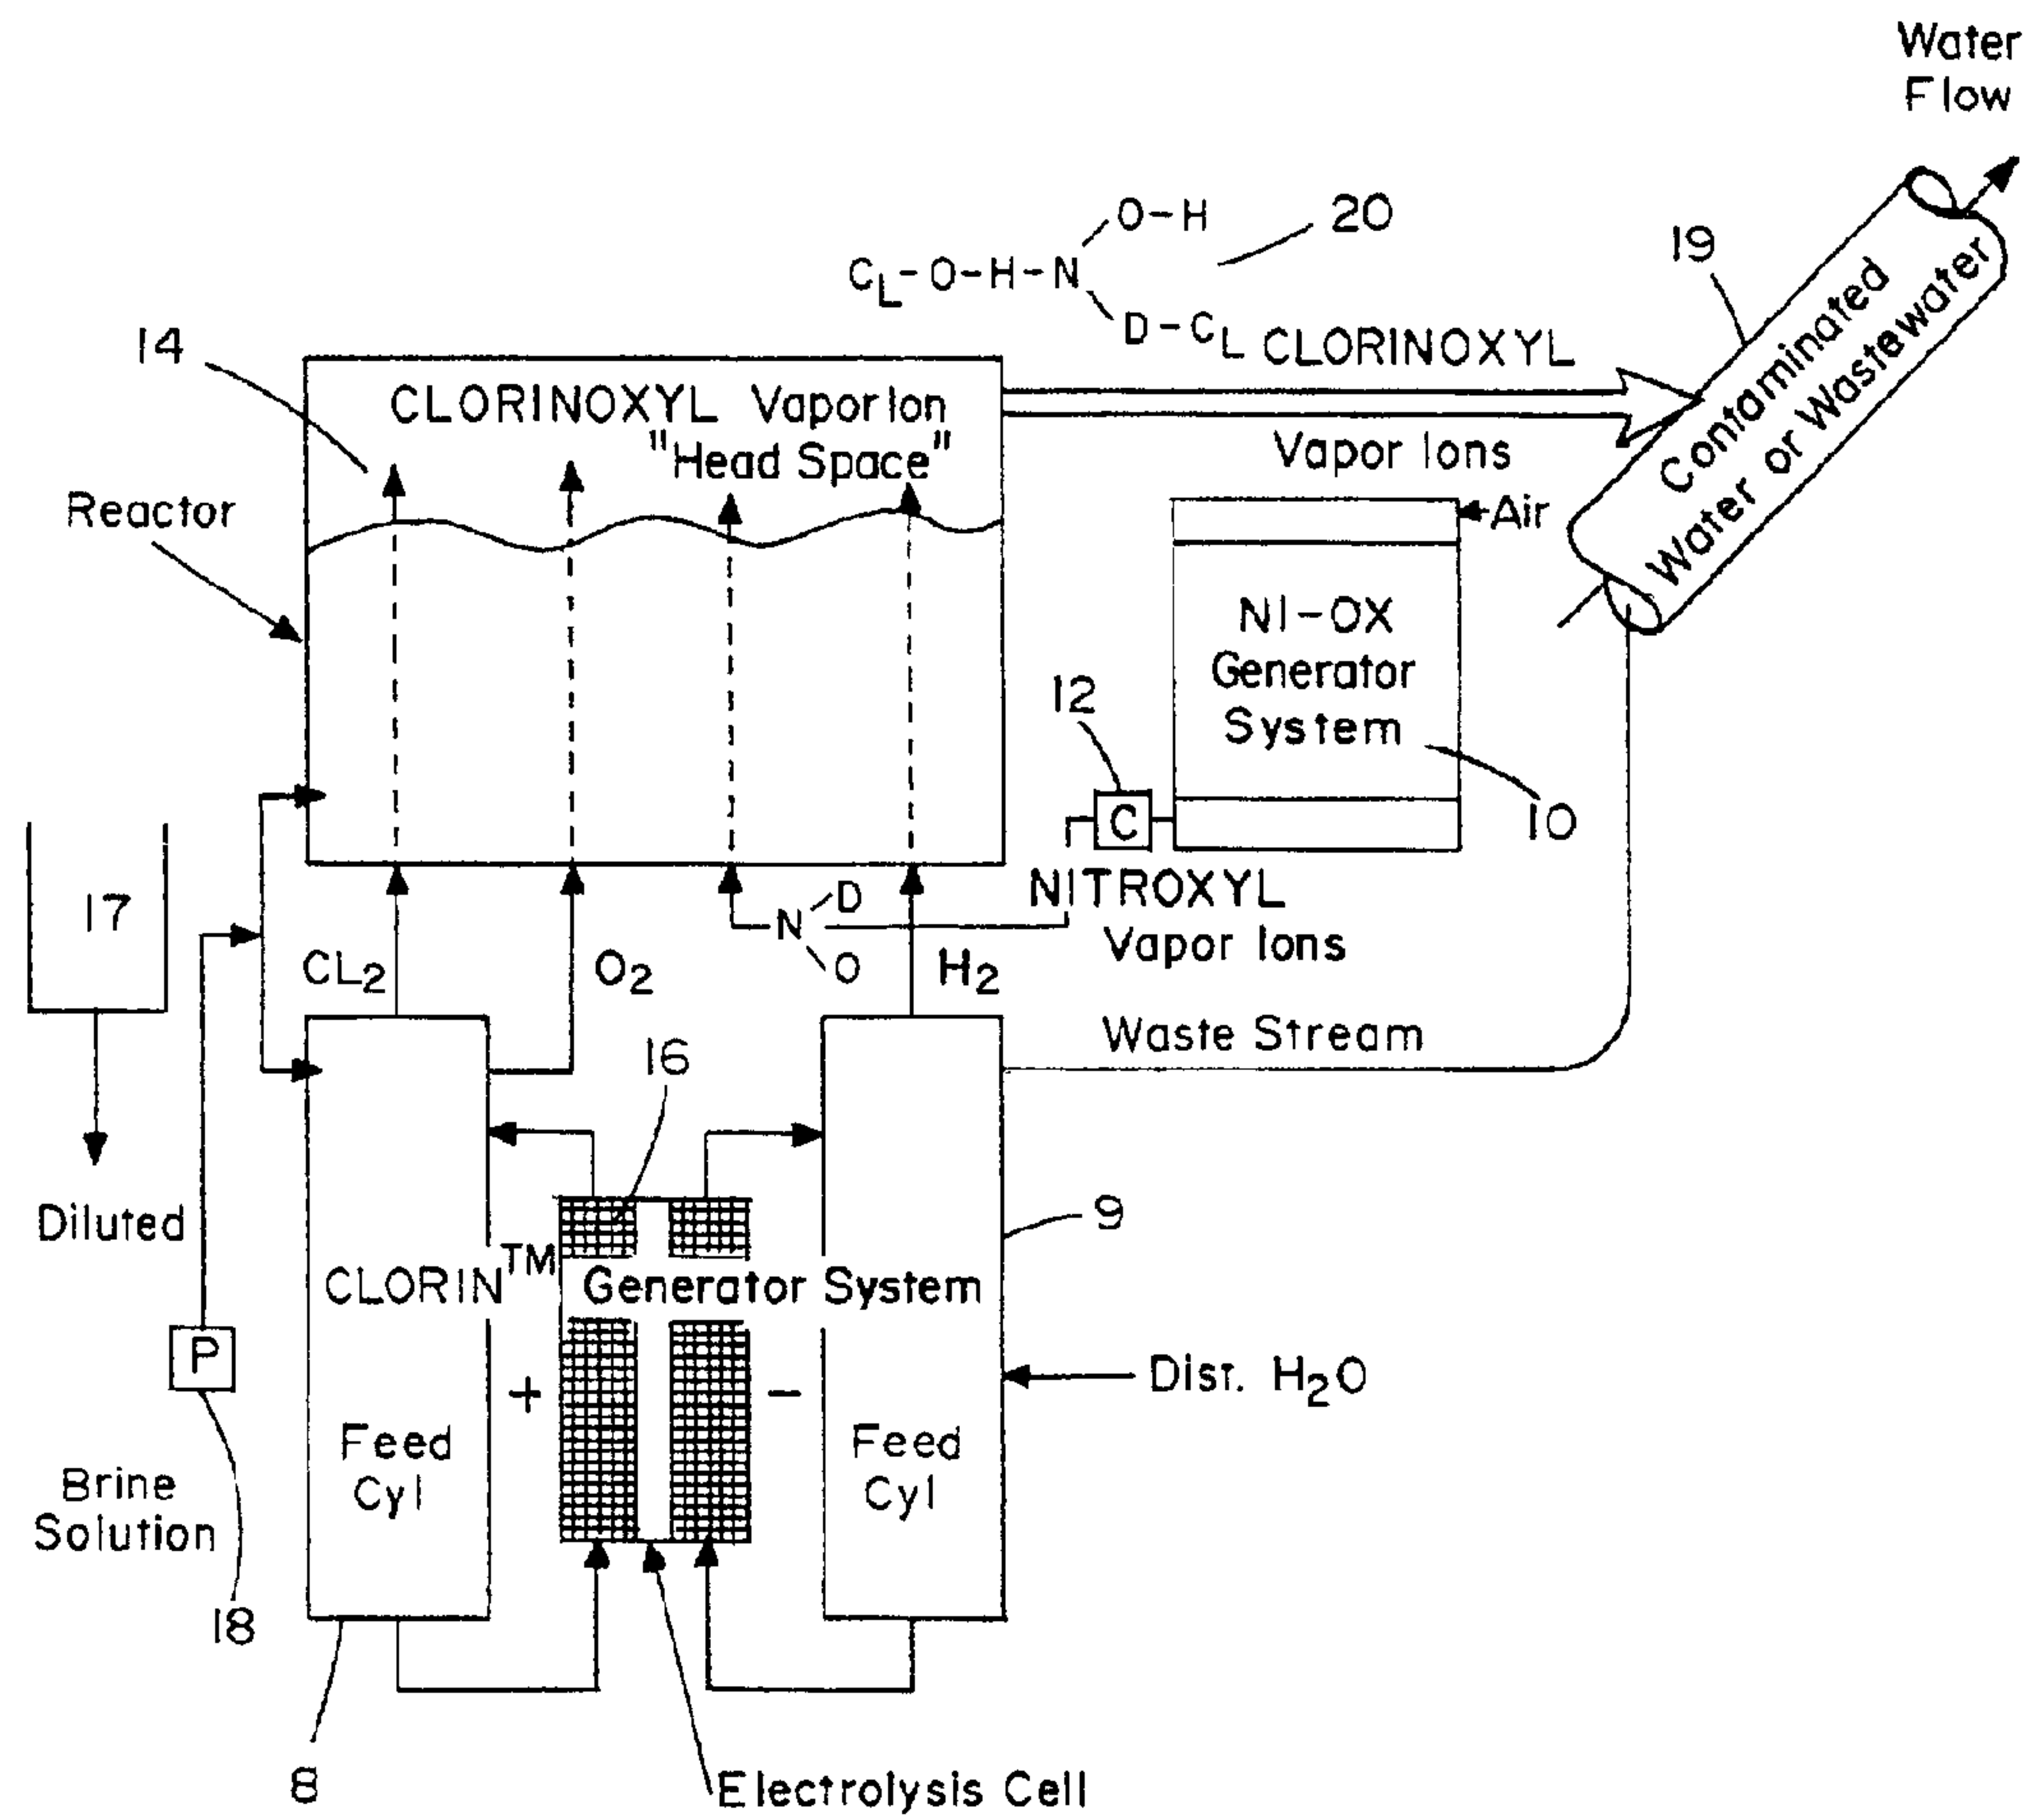 Water
Flow
O-H
20
CL-O-H-N
D-CL
19
CLORINOXYL
14
CLORINOXYL Vapor Ion
"Head Space"
Vapor Ions
Contaminated
Water or Wastewater
Reactor
Air
NI-OX
Generator
System
12
C
10
17
D
N
O
NITROXYL
Vapor Ions
CL2
O2
H2
Waste Stream
16
Diluted
9
CLORIN™ Generator System
P
+
-
Dist. H2O
Feed
Cyl
Feed
Cyl
Brine
Solution
18
8
Electrolysis Cell